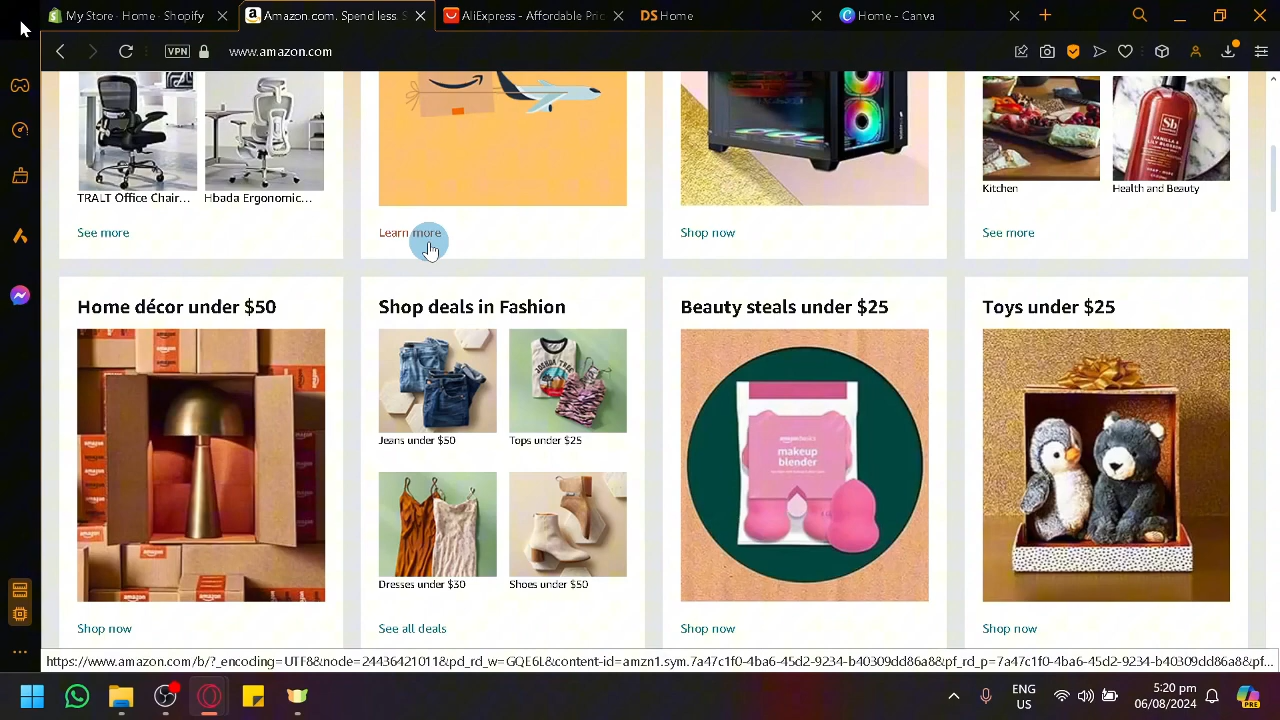 My Store · Home · Shopify
Amazon.com. Spend less. S
AliExpress - Affordable Pric
DS Home
Home - Canva
VPN
www.amazon.com
TRALT Office Chair...
Hbada Ergonomic...
Kitchen
Health and Beauty
See more
Learn more
Shop now
See more
Home décor under $50
Shop deals in Fashion
Beauty steals under $25
Toys under $25
Jeans under $50
Tops under $25
amazon basics
makeup
blender
Dresses under $30
Shoes under $50
Shop now
See all deals
Shop now
Shop now
https://www.amazon.com/b/?_encoding=UTF8&node=24436421011&pd_rd_w=GQE6L&content-id=amzn1.sym.7a47c1f0-4ba6-45d2-9234-b40309dd86a8&pf_rd_p=7a47c1f0-4ba6-45d2-9234-b40309dd86a8&pf...
ENG
US
5:20 pm
06/08/2024
PRE